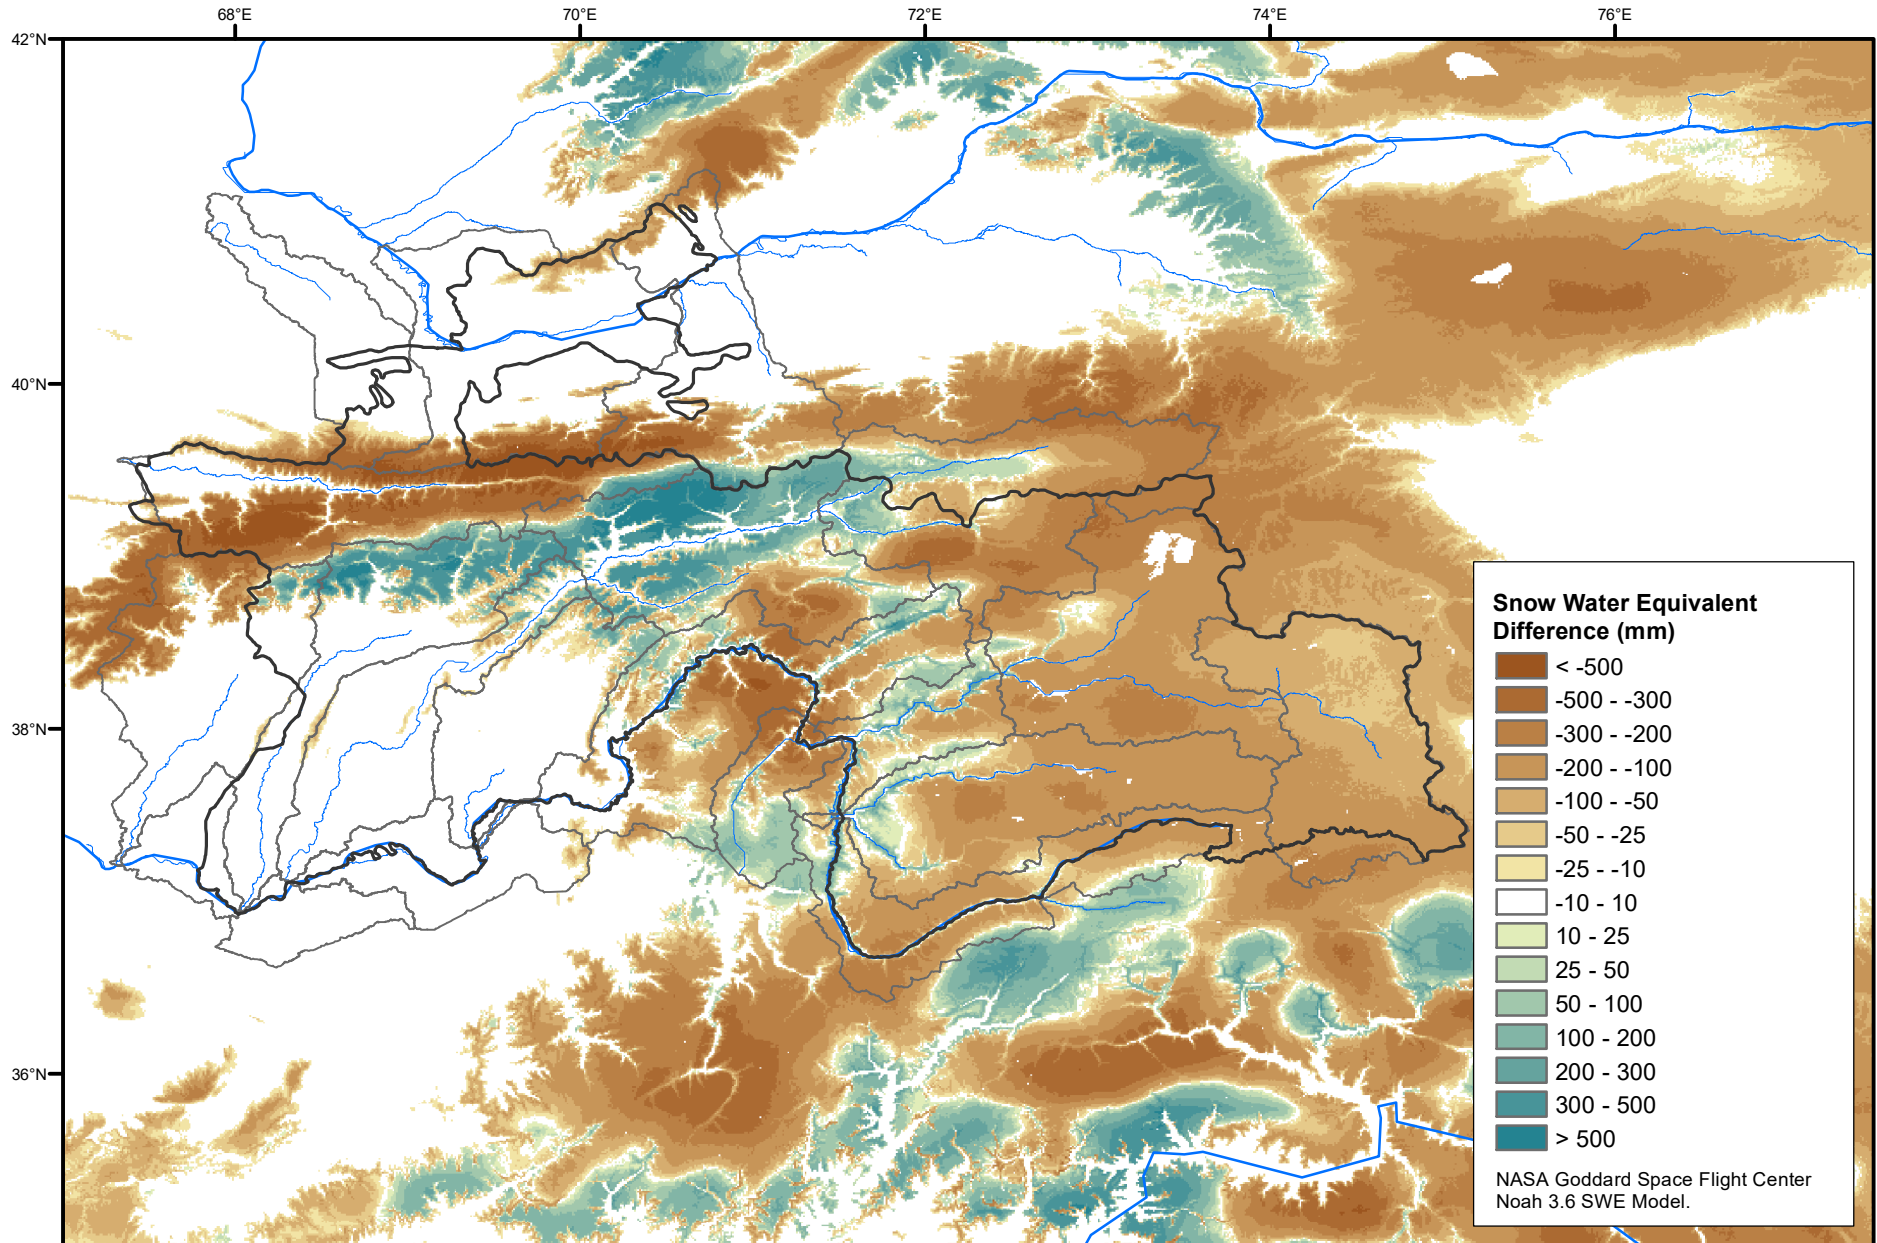 68°E
70°E
72°E
74°E
76°E
42°N
40°N
38°N
36°N
Snow Water Equivalent
Difference (mm)
< -500
-500 - -300
-300 - -200
-200 - -100
-100 - -50
-50 - -25
-25 - -10
-10 - 10
10 - 25
25 - 50
50 - 100
100 - 200
200 - 300
300 - 500
> 500
NASA Goddard Space Flight Center
Noah 3.6 SWE Model.